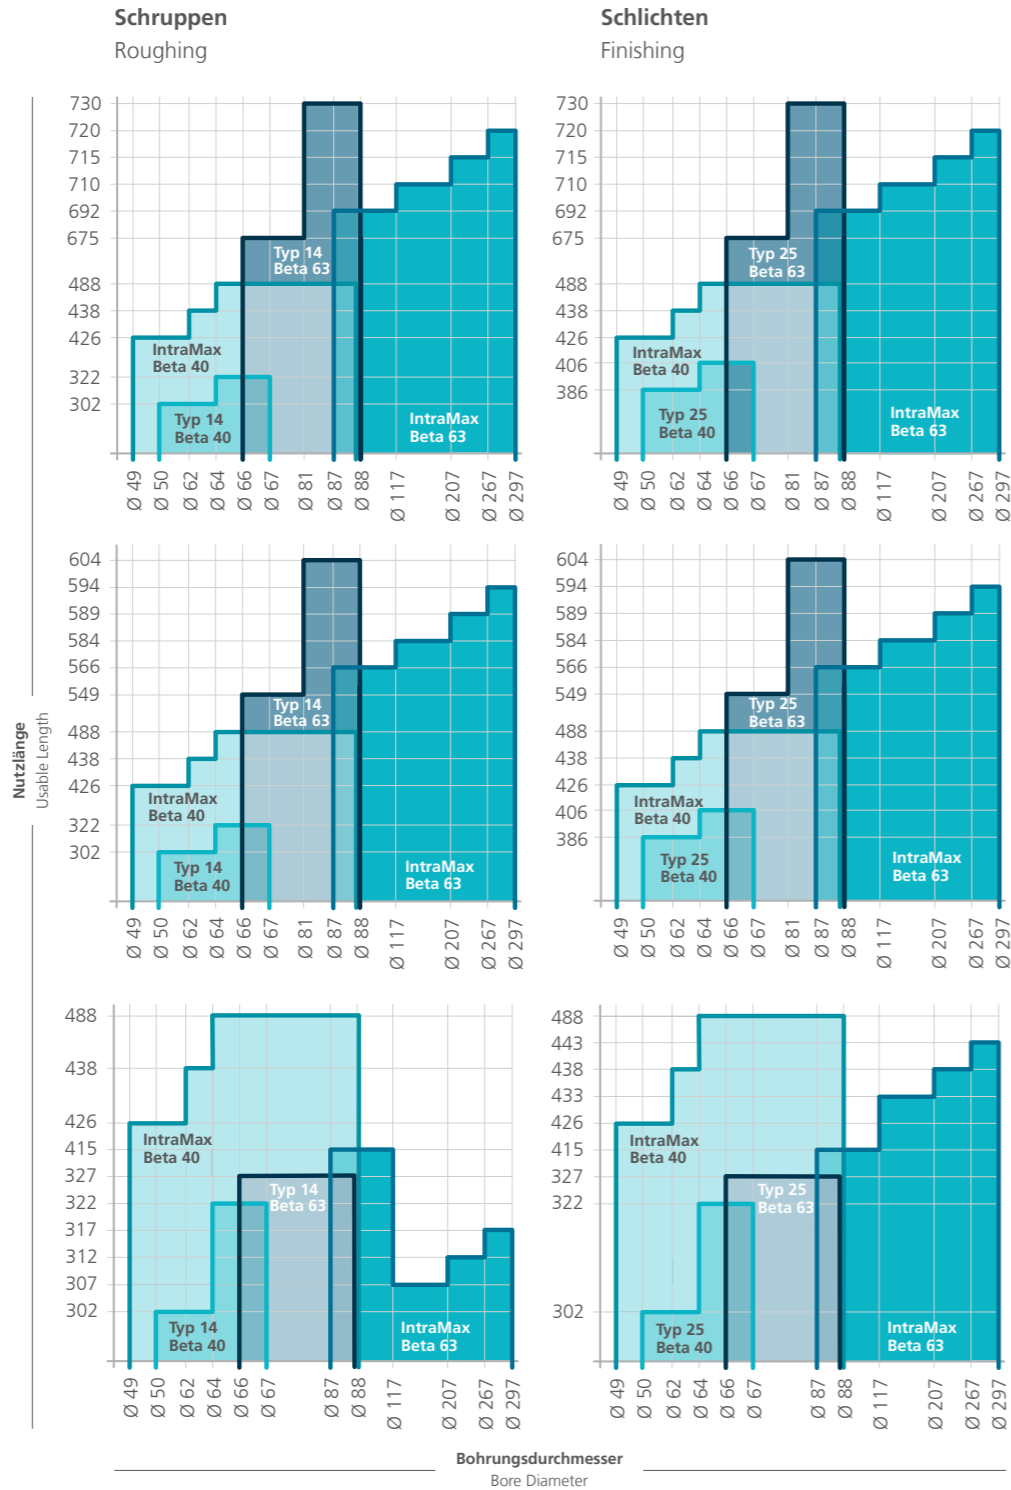 Schruppen
Roughing
Schlichten
Finishing
Nutzlänge
Usable Length
730
720
715
710
692
675
488
438
426
322
302
Typ 14
Beta 63
IntraMax
Beta 40
Typ 14
Beta 40
IntraMax
Beta 63
Ø 49
Ø 50
Ø 62
Ø 64
Ø 66
Ø 67
Ø 81
Ø 87
Ø 88
Ø 117
Ø 207
Ø 267
Ø 297
730
720
715
710
692
675
488
438
426
406
386
Typ 25
Beta 63
IntraMax
Beta 40
Typ 25
Beta 40
IntraMax
Beta 63
Ø 49
Ø 50
Ø 62
Ø 64
Ø 66
Ø 67
Ø 81
Ø 87
Ø 88
Ø 117
Ø 207
Ø 267
Ø 297
604
594
589
584
566
549
488
438
426
322
302
Typ 14
Beta 63
IntraMax
Beta 40
Typ 14
Beta 40
IntraMax
Beta 63
Ø 49
Ø 50
Ø 62
Ø 64
Ø 66
Ø 67
Ø 81
Ø 87
Ø 88
Ø 117
Ø 207
Ø 267
Ø 297
604
594
589
584
566
549
488
438
426
406
386
Typ 25
Beta 63
IntraMax
Beta 40
Typ 25
Beta 40
IntraMax
Beta 63
Ø 49
Ø 50
Ø 62
Ø 64
Ø 66
Ø 67
Ø 81
Ø 87
Ø 88
Ø 117
Ø 207
Ø 267
Ø 297
488
438
426
415
327
322
317
312
307
302
IntraMax
Beta 40
Typ 14
Beta 63
Typ 14
Beta 40
IntraMax
Beta 63
Ø 49
Ø 50
Ø 62
Ø 64
Ø 66
Ø 67
Ø 87
Ø 88
Ø 117
Ø 207
Ø 267
Ø 297
488
443
438
433
426
415
327
322
302
IntraMax
Beta 40
Typ 25
Beta 63
Typ 25
Beta 40
IntraMax
Beta 63
Ø 49
Ø 50
Ø 62
Ø 64
Ø 66
Ø 67
Ø 87
Ø 88
Ø 117
Ø 207
Ø 267
Ø 297
Bohrungsdurchmesser
Bore Diameter